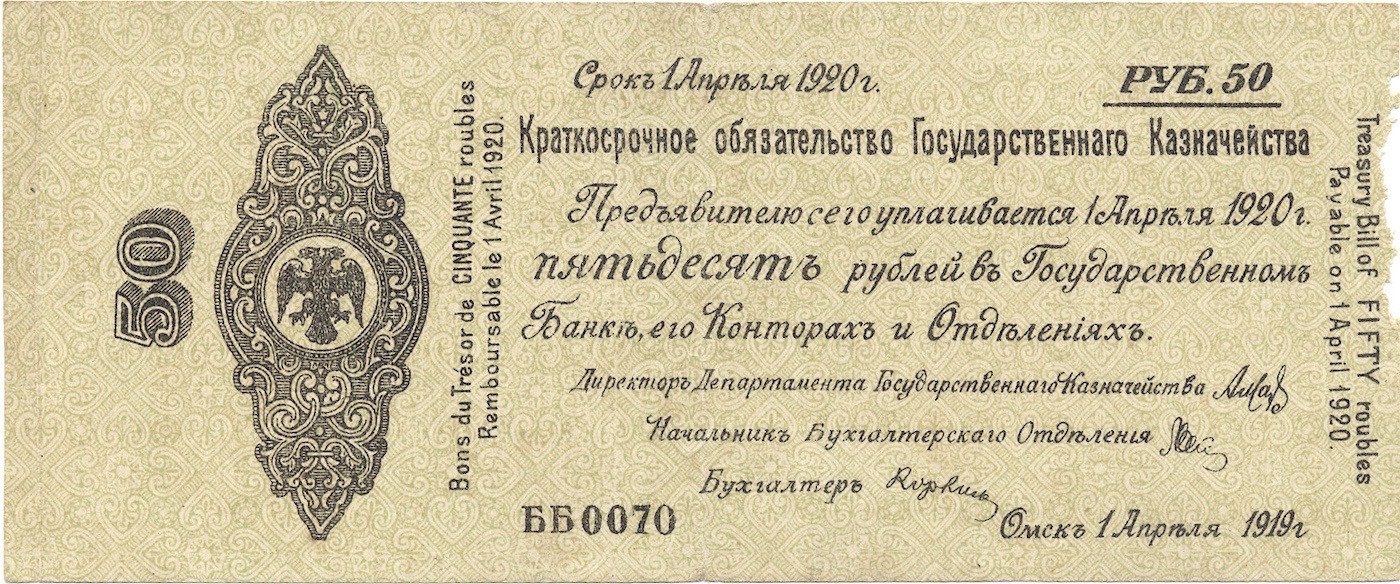 50
Bons du Trésor de CINQUANTE roubles
Remboursable le 1 Avril 1920.
Срокъ 1 Апрѣля 1920 г.
РУБ. 50
Краткосрочное обязательство Государственнаго Казначейства
Предъявителю сего уплачивается 1 Апрѣля 1920 г.
пятьдесятъ рублей въ Государственномъ
Банкѣ, его Конторахъ и Отдѣленіяхъ.
Директоръ Департамента Государственнаго Казначейства
Начальникъ Бухгалтерскаго Отдѣленія
Бухгалтеръ
ББ0070
Омскъ 1 Апрѣля 1919 г
Treasury Bill of FIFTY roubles
Payable on 1 April 1920.